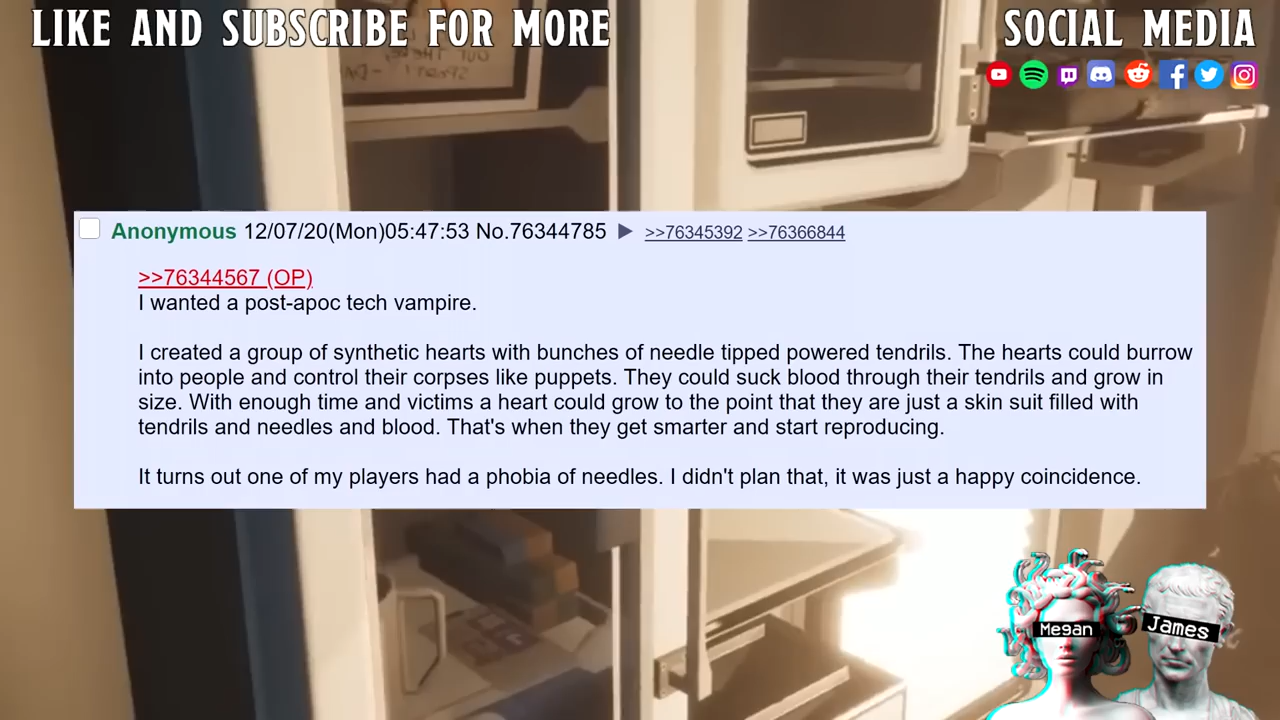 LIKE AND SUBSCRIBE FOR MORE
SOCIAL MEDIA
Anonymous 12/07/20(Mon)05:47:53 No.76344785 ▶ >>76345392 >>76366844
>>76344567 (OP)
I wanted a post-apoc tech vampire.
I created a group of synthetic hearts with bunches of needle tipped powered tendrils. The hearts could burrow
into people and control their corpses like puppets. They could suck blood through their tendrils and grow in
size. With enough time and victims a heart could grow to the point that they are just a skin suit filled with
tendrils and needles and blood. That's when they get smarter and start reproducing.
It turns out one of my players had a phobia of needles. I didn't plan that, it was just a happy coincidence.
Megan
James